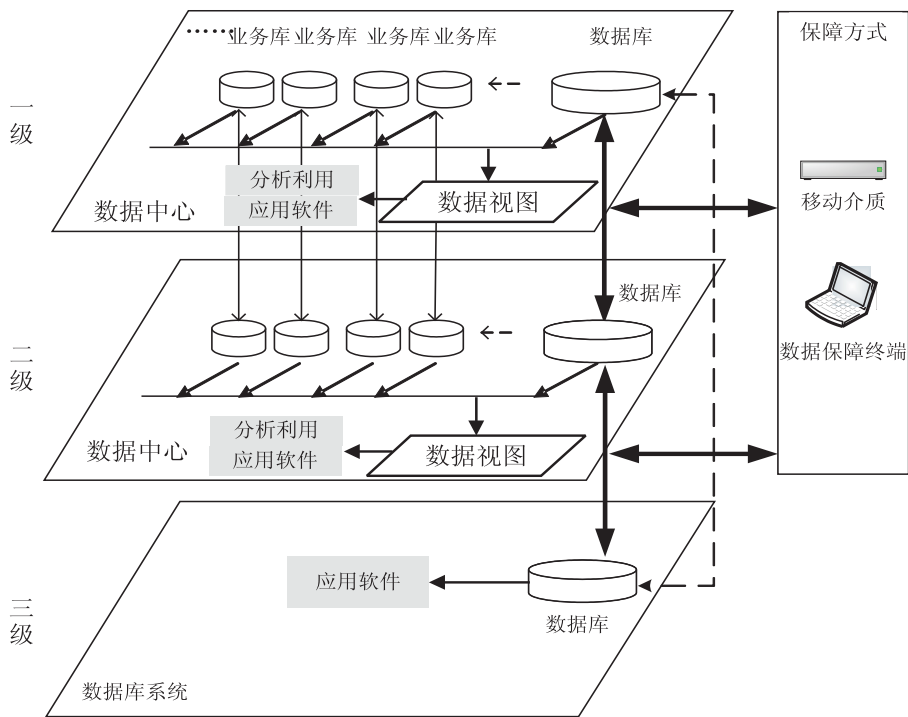 ……业务库 业务库 业务库 业务库 数据库
保障方式
一
级
分析利用
应用软件
数据视图
数据中心
移动介质
数据库
二
级
数据保障终端
分析利用
应用软件
数据视图
数据中心
三
级
应用软件
数据库
数据库系统